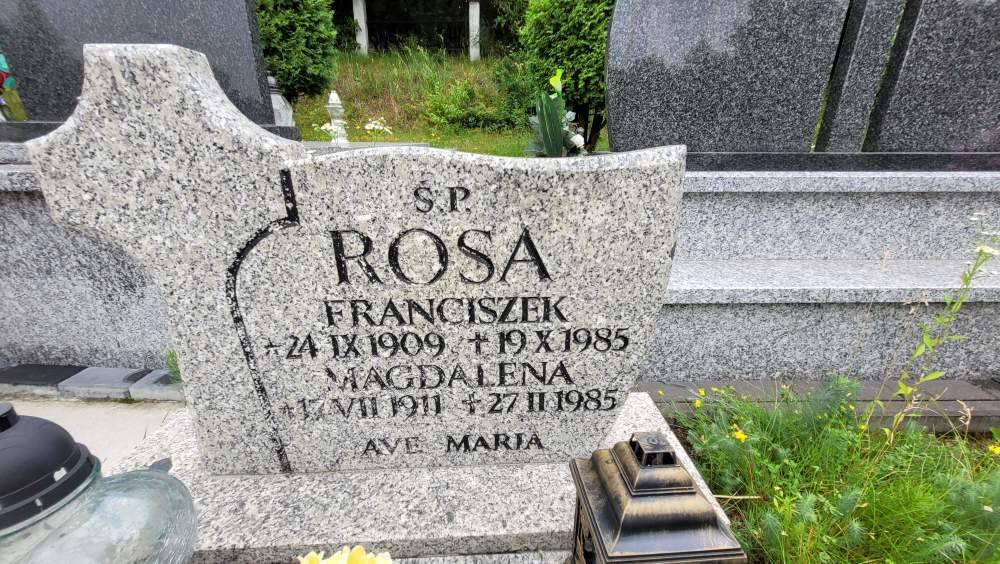 Ś.P.
ROSA
FRANCISZEK
*24 IX 1909 †19 X 1985
MAGDALENA
*17 VII 1911 †27 II 1985
AVE MARIA